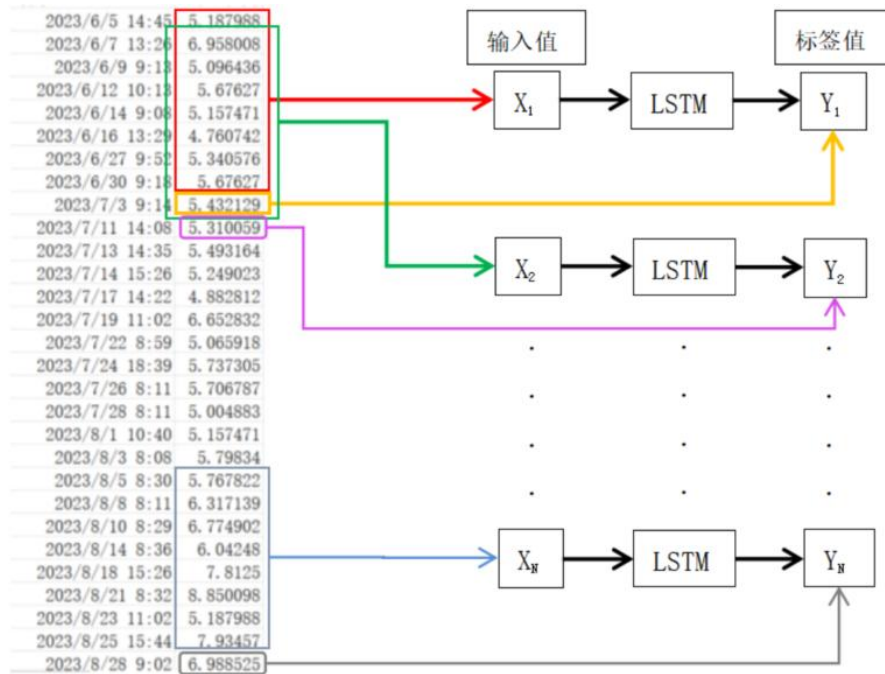 2023/6/5 14:45 5.187988
2023/6/7 13:26 6.958008
2023/6/9 9:13 5.096436
2023/6/12 10:13 5.67627
2023/6/14 9:08 5.157471
2023/6/16 13:29 4.760742
2023/6/27 9:52 5.340576
2023/6/30 9:18 5.67627
2023/7/3 9:14 5.432129
2023/7/11 14:08 5.310059
2023/7/13 14:35 5.493164
2023/7/14 15:26 5.249023
2023/7/17 14:22 4.882812
2023/7/19 11:02 6.652832
2023/7/22 8:59 5.065918
2023/7/24 18:39 5.737305
2023/7/26 8:11 5.706787
2023/7/28 8:11 5.004883
2023/8/1 10:40 5.157471
2023/8/3 8:08 5.79834
2023/8/5 8:30 5.767822
2023/8/8 8:11 6.317139
2023/8/10 8:29 6.774902
2023/8/14 8:36 6.04248
2023/8/18 15:26 7.8125
2023/8/21 8:32 8.850098
2023/8/23 11:02 5.187988
2023/8/25 15:44 7.93457
2023/8/28 9:02 6.988525
输入值 标签值
X₁ LSTM Y₁
X₂ LSTM Y₂
X_N LSTM Y_N